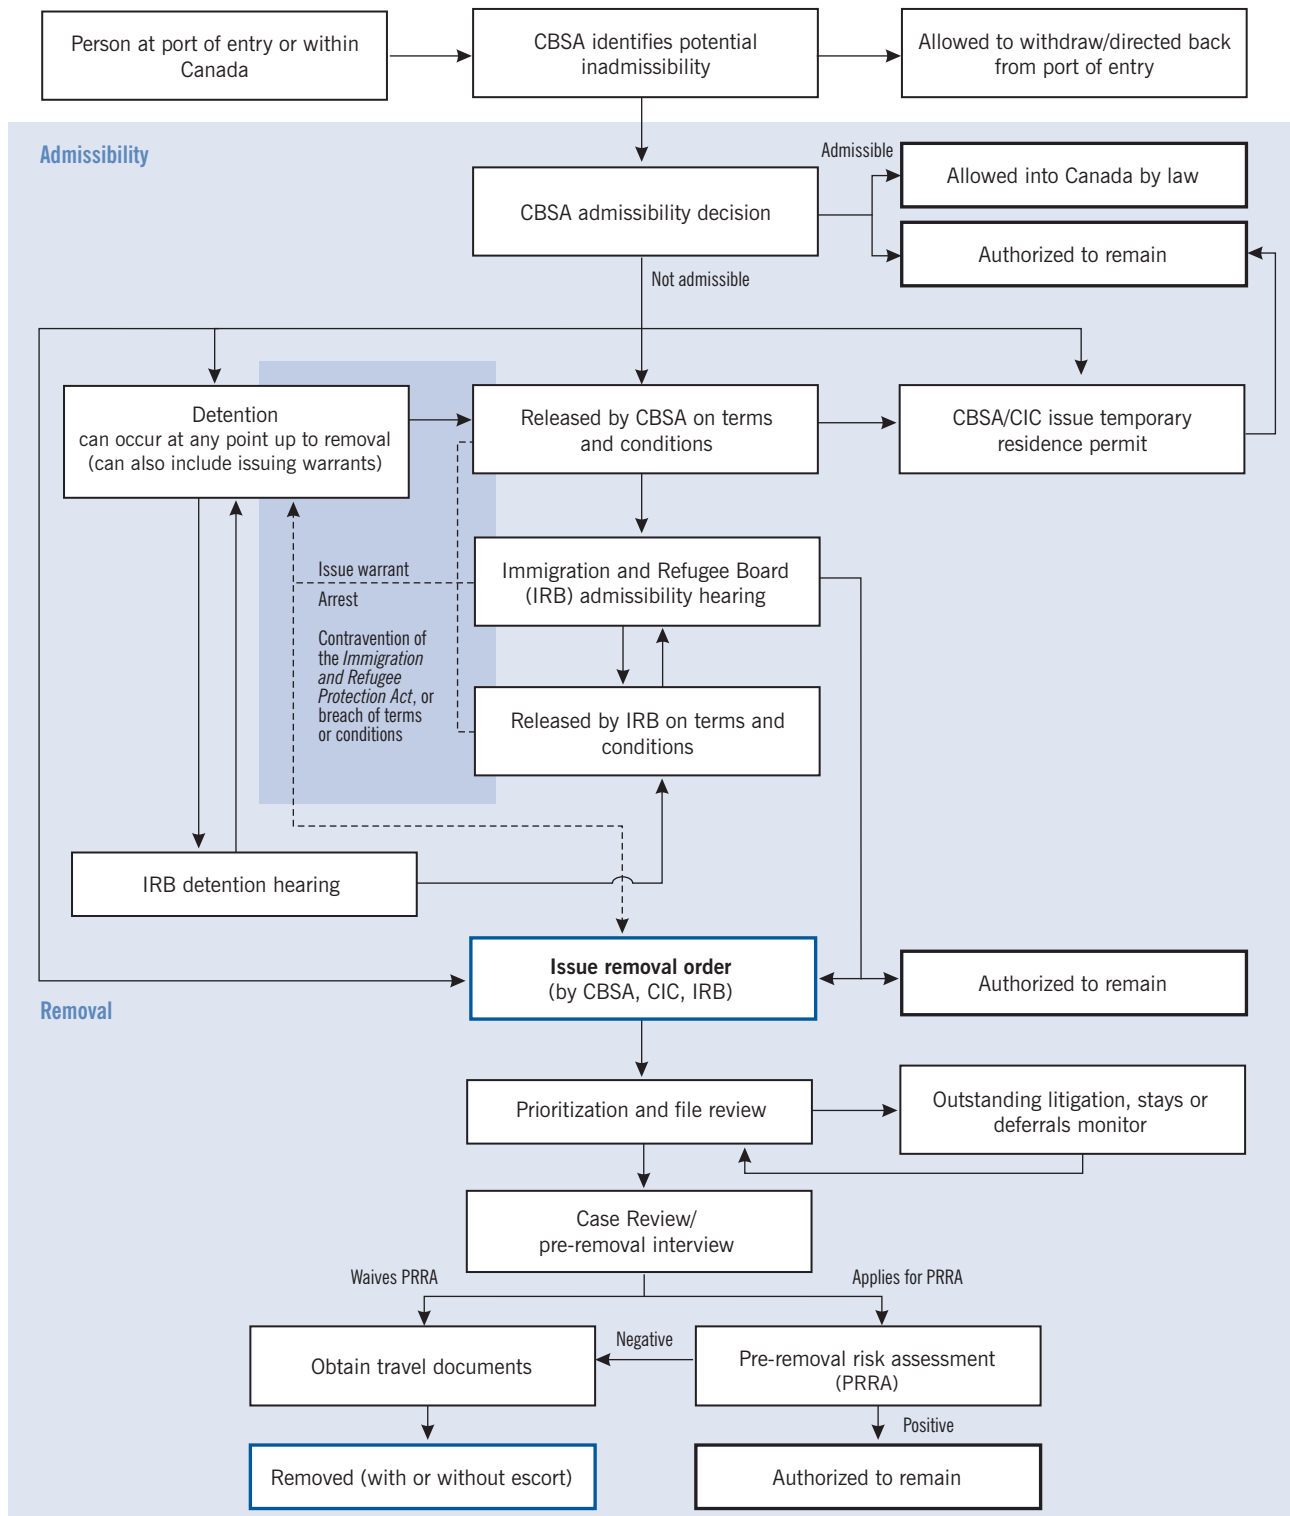 Person at port of entry or within
Canada
CBSA identifies potential
inadmissibility
Allowed to withdraw/directed back
from port of entry
Admissibility
Admissible
Allowed into Canada by law
CBSA admissibility decision
Authorized to remain
Not admissible
Detention
can occur at any point up to removal
(can also include issuing warrants)
Released by CBSA on terms
and conditions
CBSA/CIC issue temporary
residence permit
Issue warrant
Arrest
Contravention of
the Immigration
and Refugee
Protection Act, or
breach of terms
or conditions
Immigration and Refugee Board
(IRB) admissibility hearing
Released by IRB on terms and
conditions
IRB detention hearing
Issue removal order
(by CBSA, CIC, IRB)
Authorized to remain
Removal
Prioritization and file review
Outstanding litigation, stays or
deferrals monitor
Case Review/
pre-removal interview
Waives PRRA
Applies for PRRA
Obtain travel documents
Negative
Pre-removal risk assessment
(PRRA)
Positive
Removed (with or without escort)
Authorized to remain